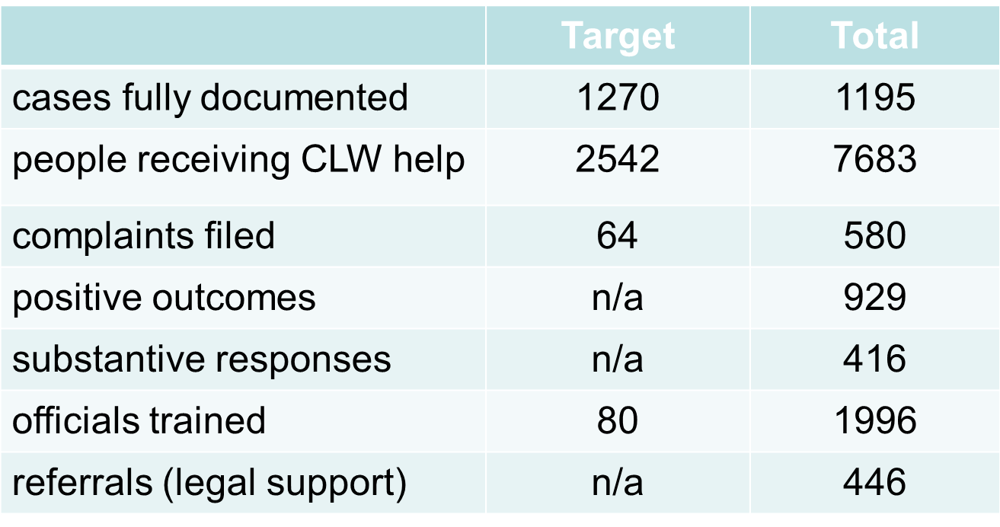 Target Total
cases fully documented 1270 1195
people receiving CLW help 2542 7683
complaints filed 64 580
positive outcomes n/a 929
substantive responses n/a 416
officials trained 80 1996
referrals (legal support) n/a 446